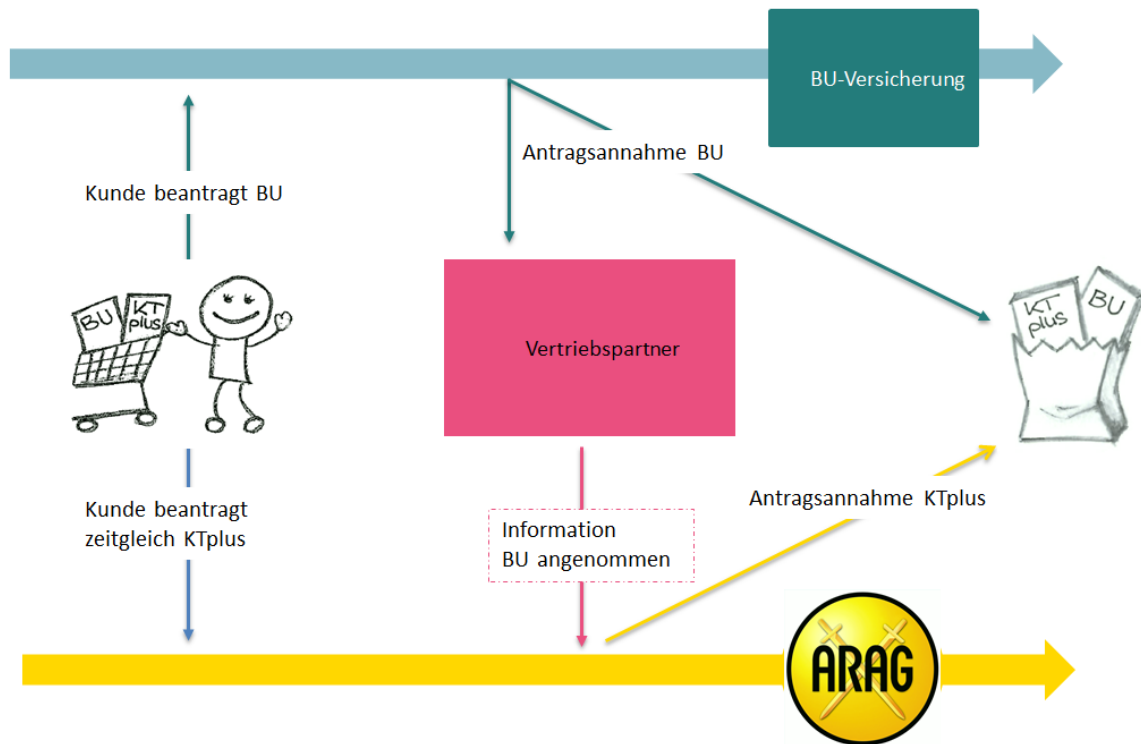 BU-Versicherung
Antragsannahme BU
Kunde beantragt BU
BU
KT
plus
KT
plus
BU
Vertriebspartner
Kunde beantragt
zeitgleich KTplus
Antragsannahme KTplus
Information
BU angenommen
ARAG